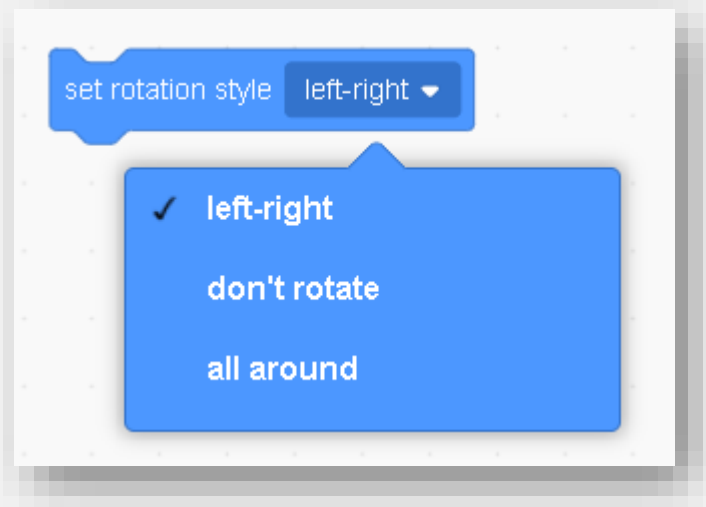 set rotation style left-right
left-right
don't rotate
all around